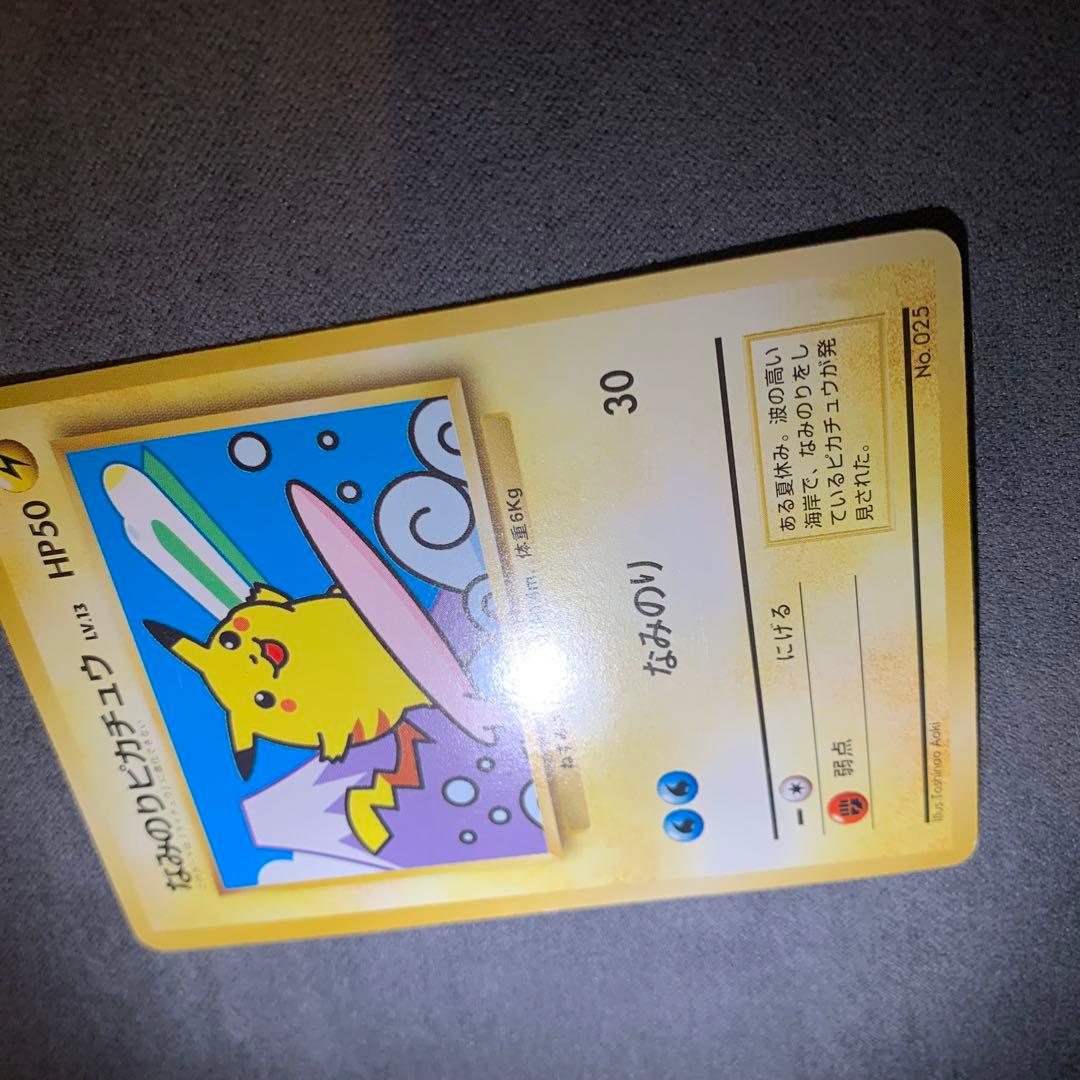 なみのりピカチュウ LV.13 HP50
体重6Kg
なみのり 30
にげる
弱点
ある夏休み。波の高い
海岸で、なみのりをし
ているピカチュウが発
見された。
Illus.Toshinao Aoki No.025